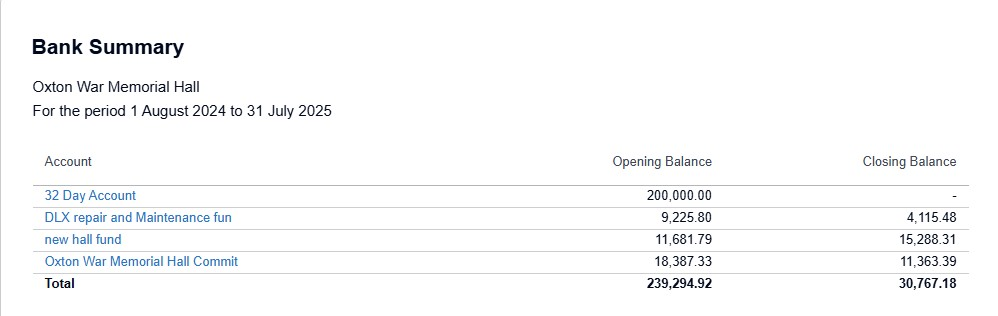 Bank Summary
Oxton War Memorial Hall
For the period 1 August 2024 to 31 July 2025
Account Opening Balance Closing Balance
32 Day Account 200,000.00 -
DLX repair and Maintenance fun 9,225.80 4,115.48
new hall fund 11,681.79 15,288.31
Oxton War Memorial Hall Commit 18,387.33 11,363.39
Total 239,294.92 30,767.18